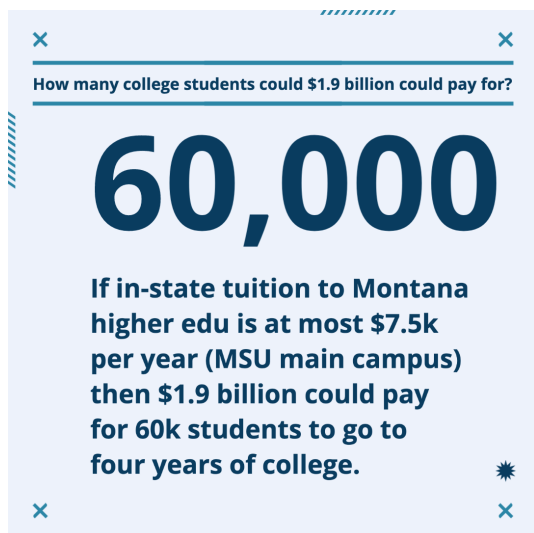 How many college students could $1.9 billion could pay for?
60,000
If in-state tuition to Montana
higher edu is at most $7.5k
per year (MSU main campus)
then $1.9 billion could pay
for 60k students to go to
four years of college.